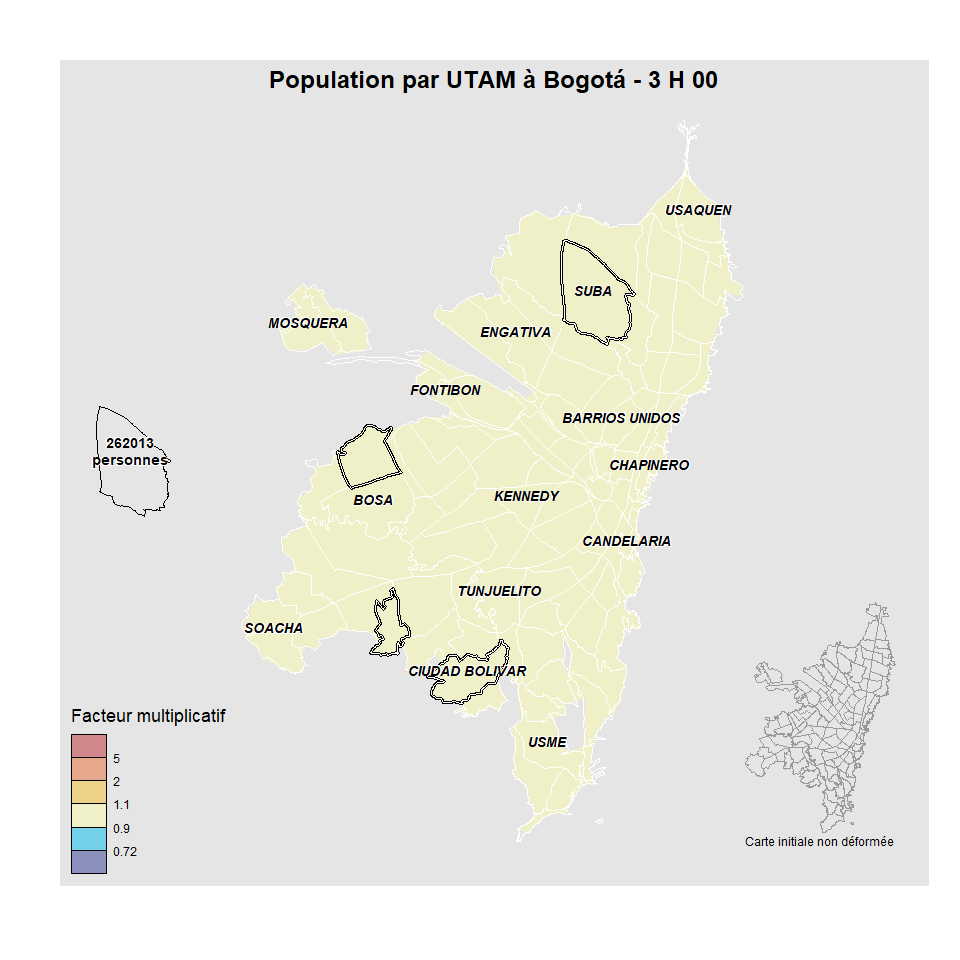 Population par UTAM à Bogotá - 3 H 00
USAQUEN
SUBA
MOSQUERA
ENGATIVA
FONTIBON
BARRIOS UNIDOS
262013
personnes
CHAPINERO
BOSA
KENNEDY
CANDELARIA
TUNJUELITO
SOACHA
CIUDAD BOLIVAR
USME
Facteur multiplicatif
5
2
1.1
0.9
0.72
Carte initiale non déformée